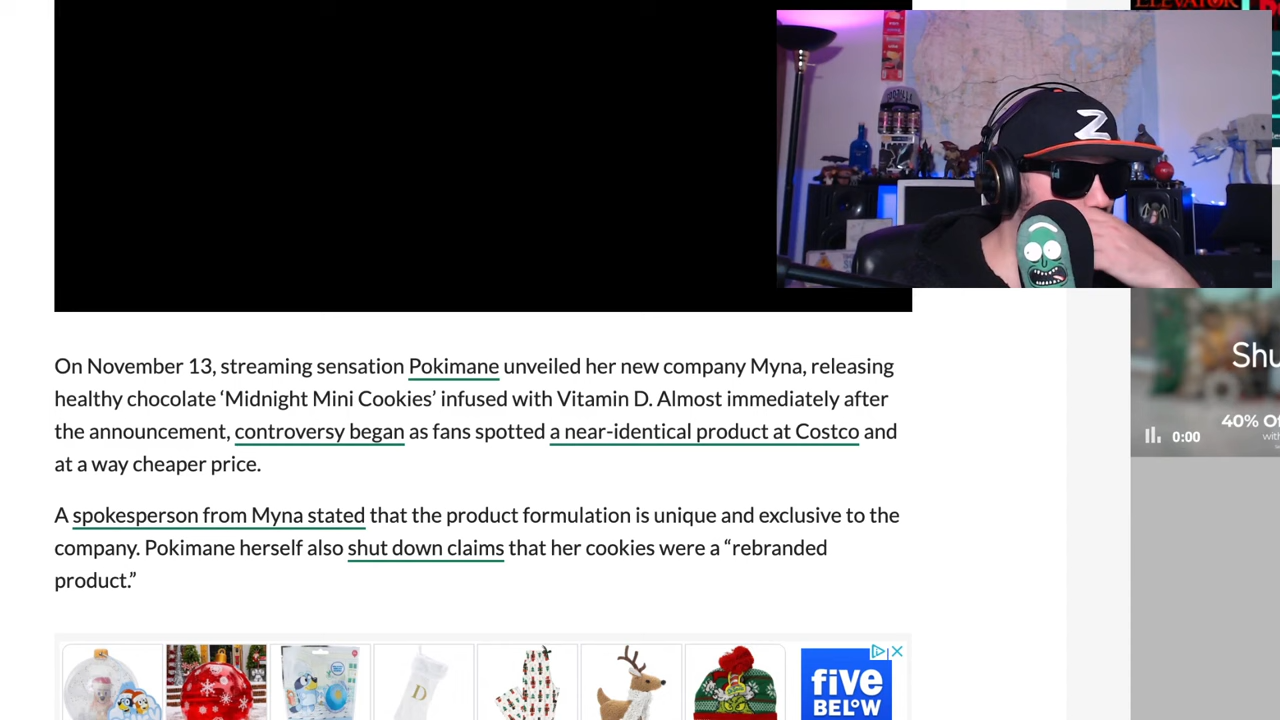 ELEVATOR
Z
On November 13, streaming sensation Pokimane unveiled her new company Myna, releasing
healthy chocolate ‘Midnight Mini Cookies’ infused with Vitamin D. Almost immediately after
the announcement, controversy began as fans spotted a near-identical product at Costco and
at a way cheaper price.
A spokesperson from Myna stated that the product formulation is unique and exclusive to the
company. Pokimane herself also shut down claims that her cookies were a “rebranded
product.”
Shu
40% O
0:00
with
D
five
BELOW